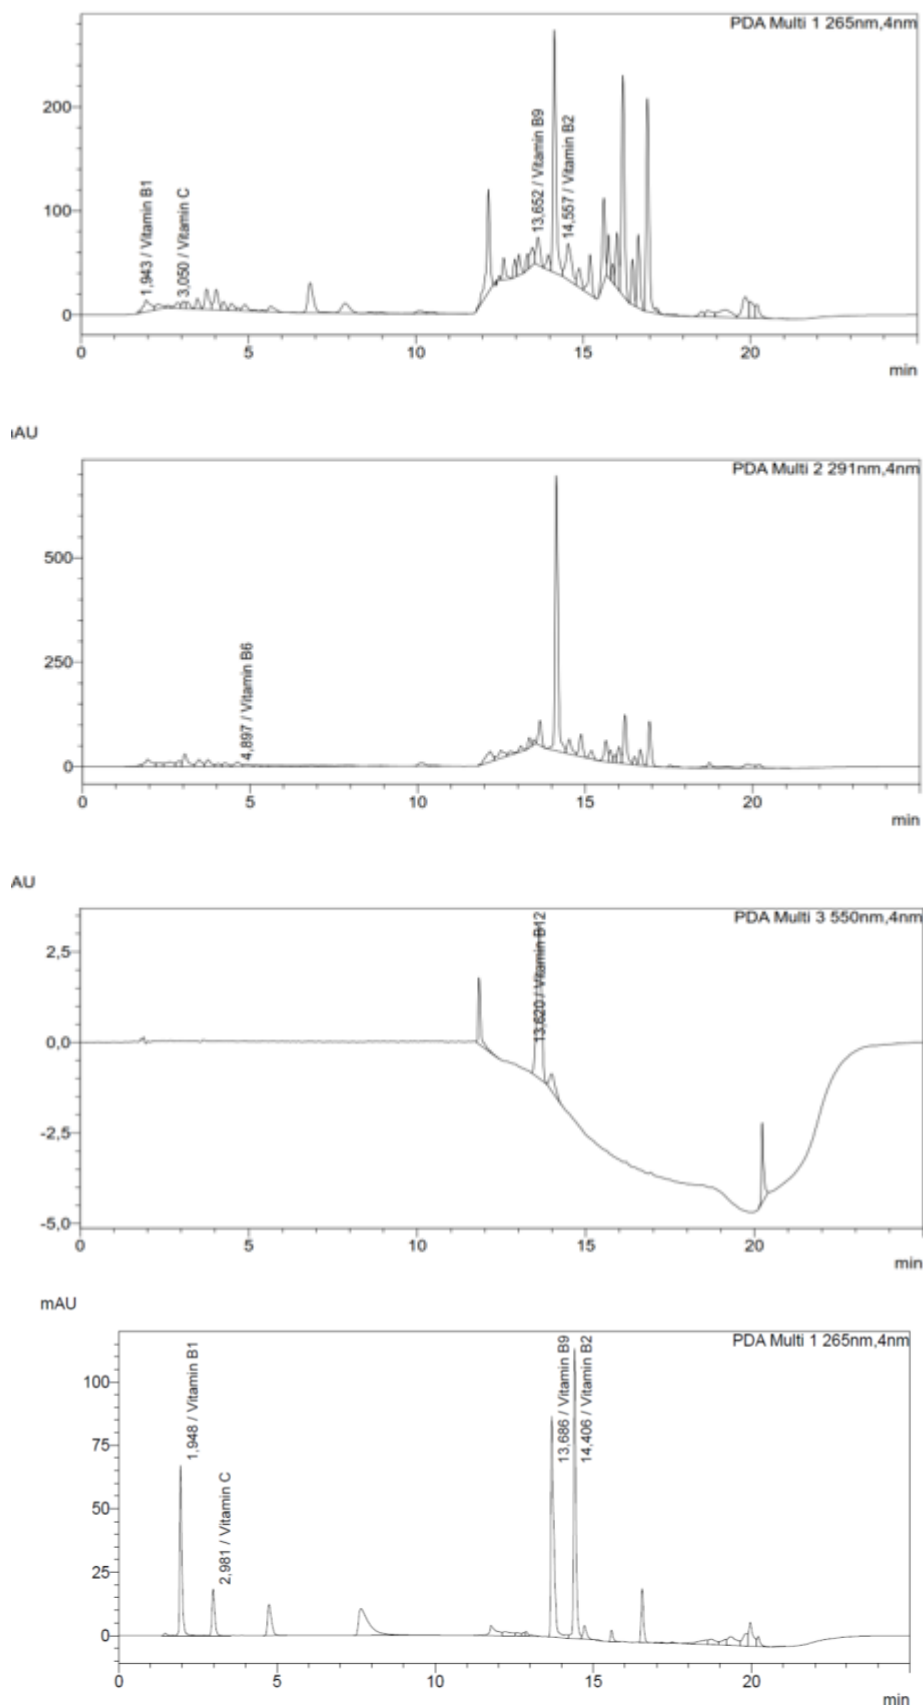 PDA Multi 1 265nm,4nm
200
100
0
1,943 / Vitamin B1
3,050 / Vitamin C
13,652 / Vitamin B9
14,557 / Vitamin B2
0 5 10 15 20
min
AU
PDA Multi 2 291nm,4nm
500
250
0
4,897 / Vitamin B6
0 5 10 15 20
min
AU
PDA Multi 3 550nm,4nm
2,5
0,0
-2,5
-5,0
13,620 / Vitamin B12
0 5 10 15 20
min
mAU
PDA Multi 1 265nm,4nm
100
75
50
25
0
1,948 / Vitamin B1
2,981 / Vitamin C
13,686 / Vitamin B9
14,406 / Vitamin B2
0 5 10 15 20
min